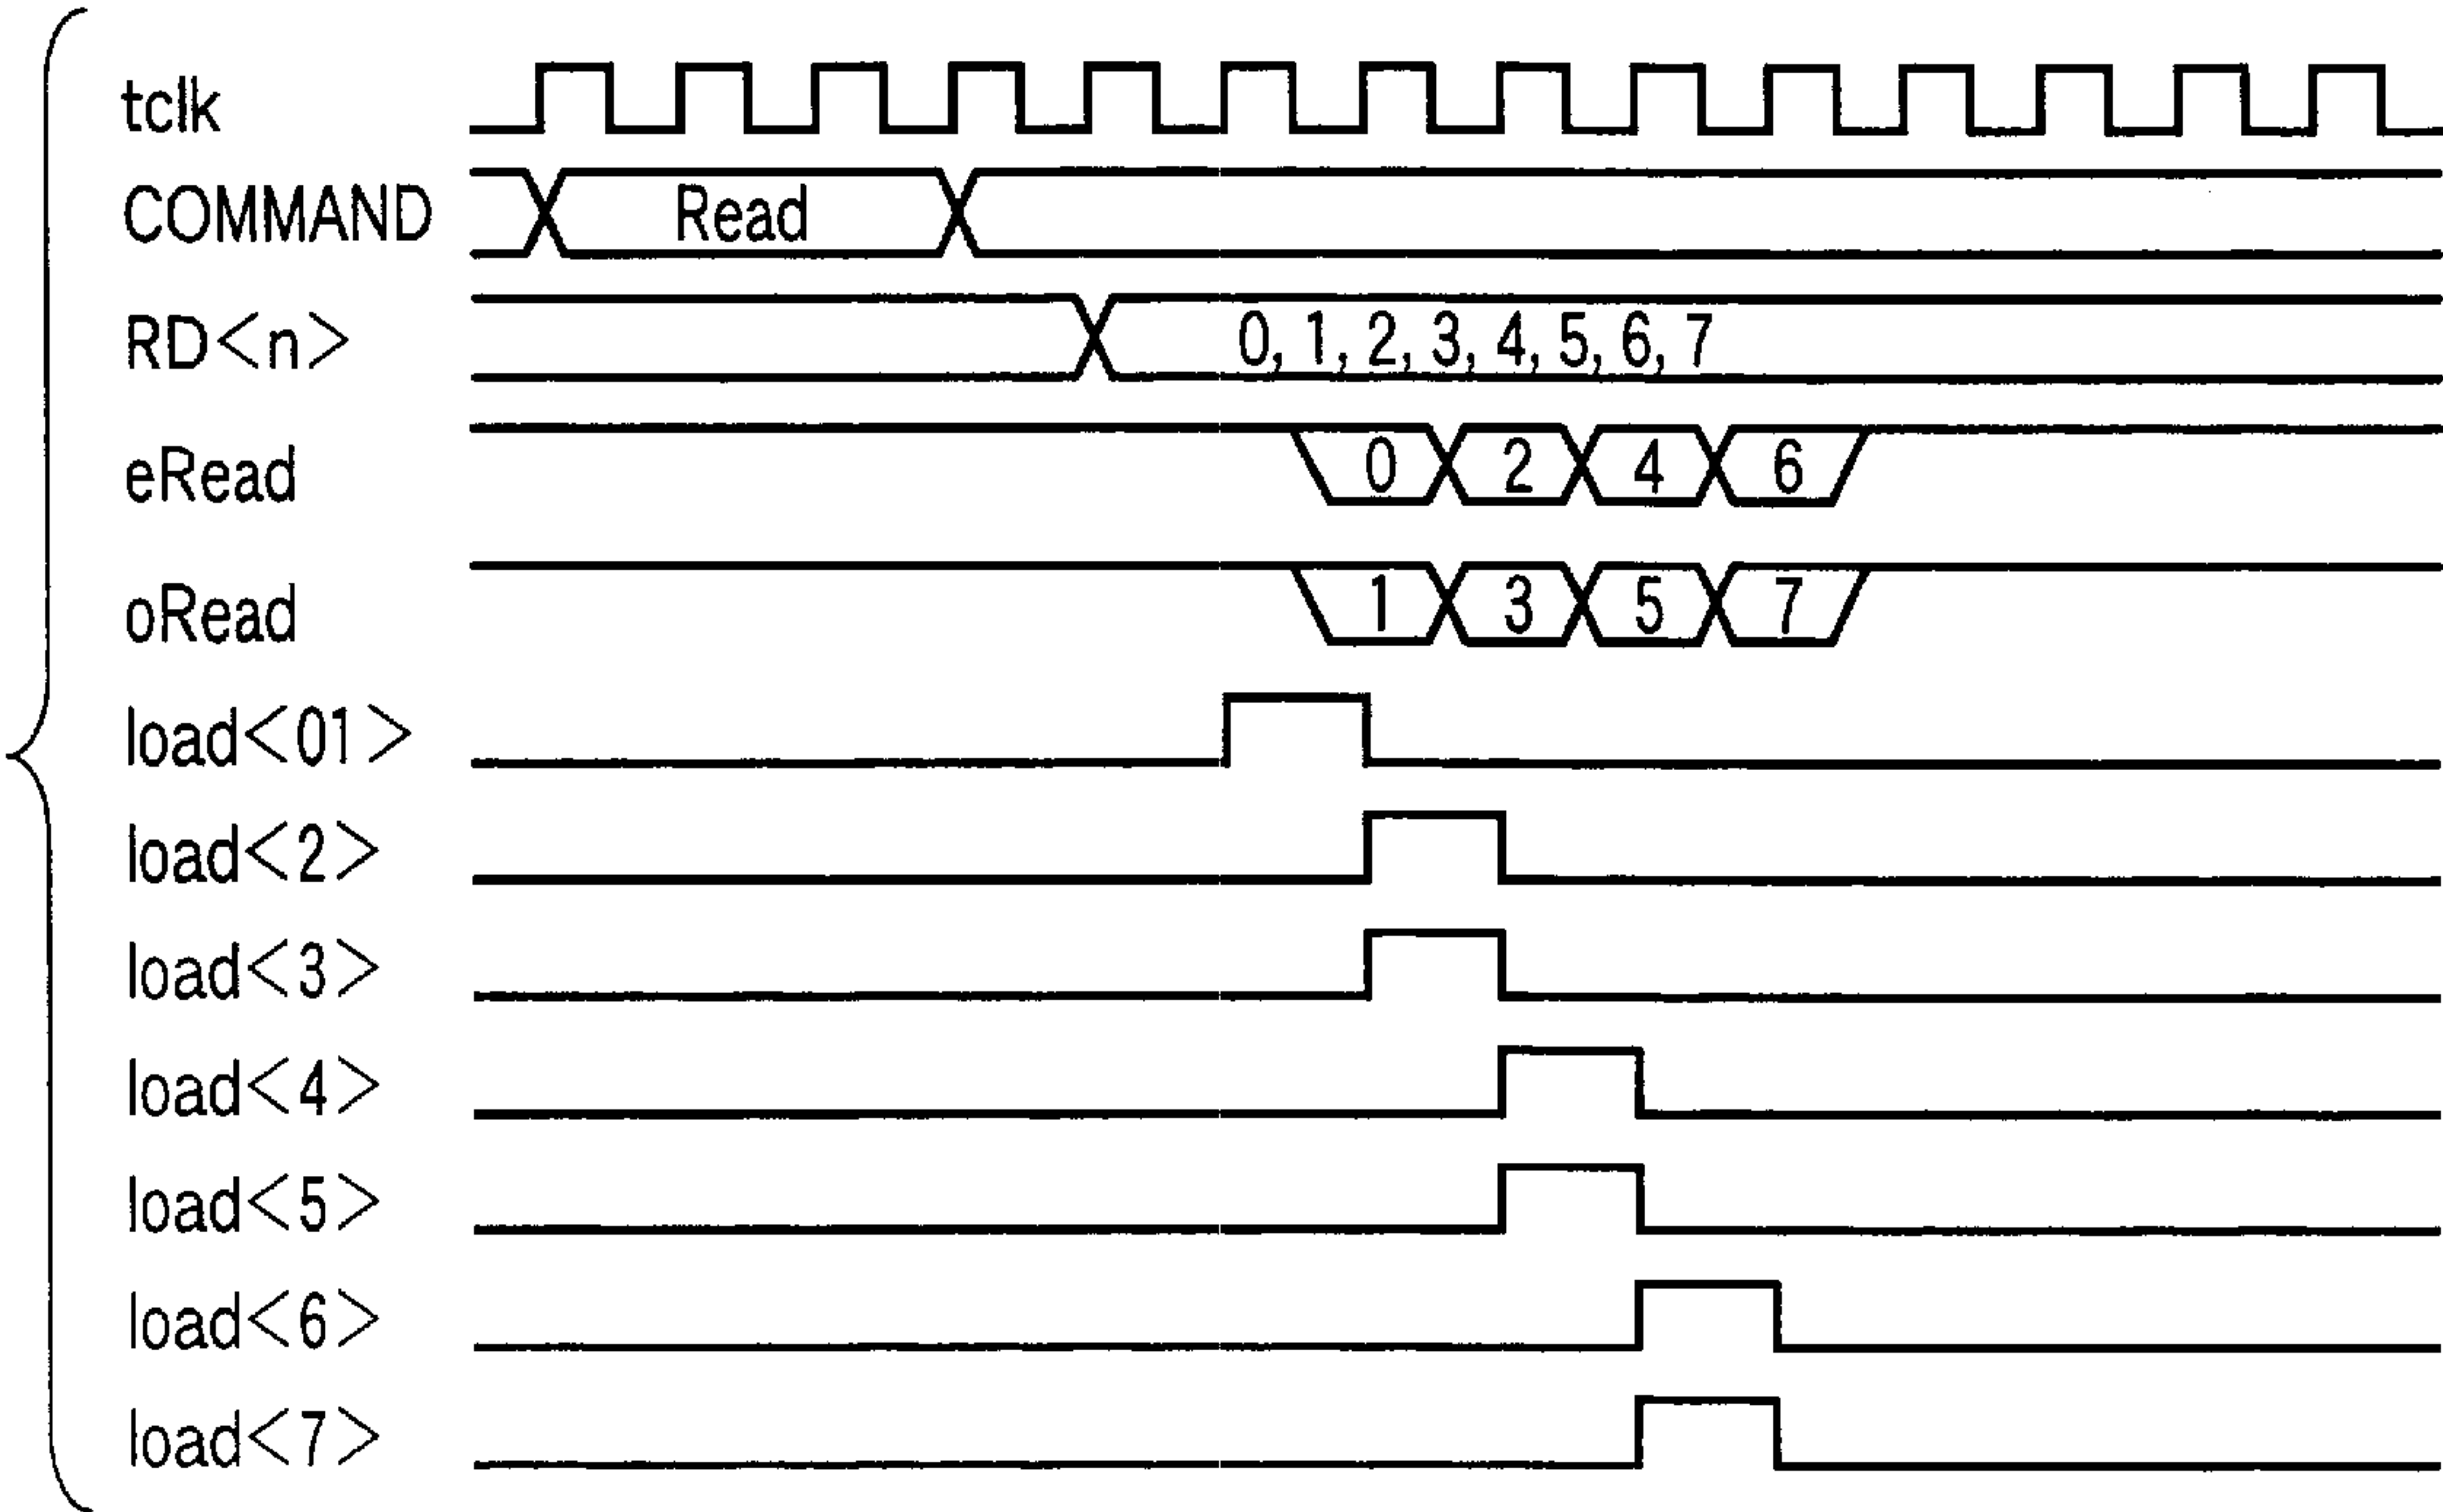 tclk
COMMAND Read
RD<n> 0, 1, 2, 3, 4, 5, 6, 7
eRead 0 2 4 6
oRead 1 3 5 7
load<01>
load<2>
load<3>
load<4>
load<5>
load<6>
load<7>